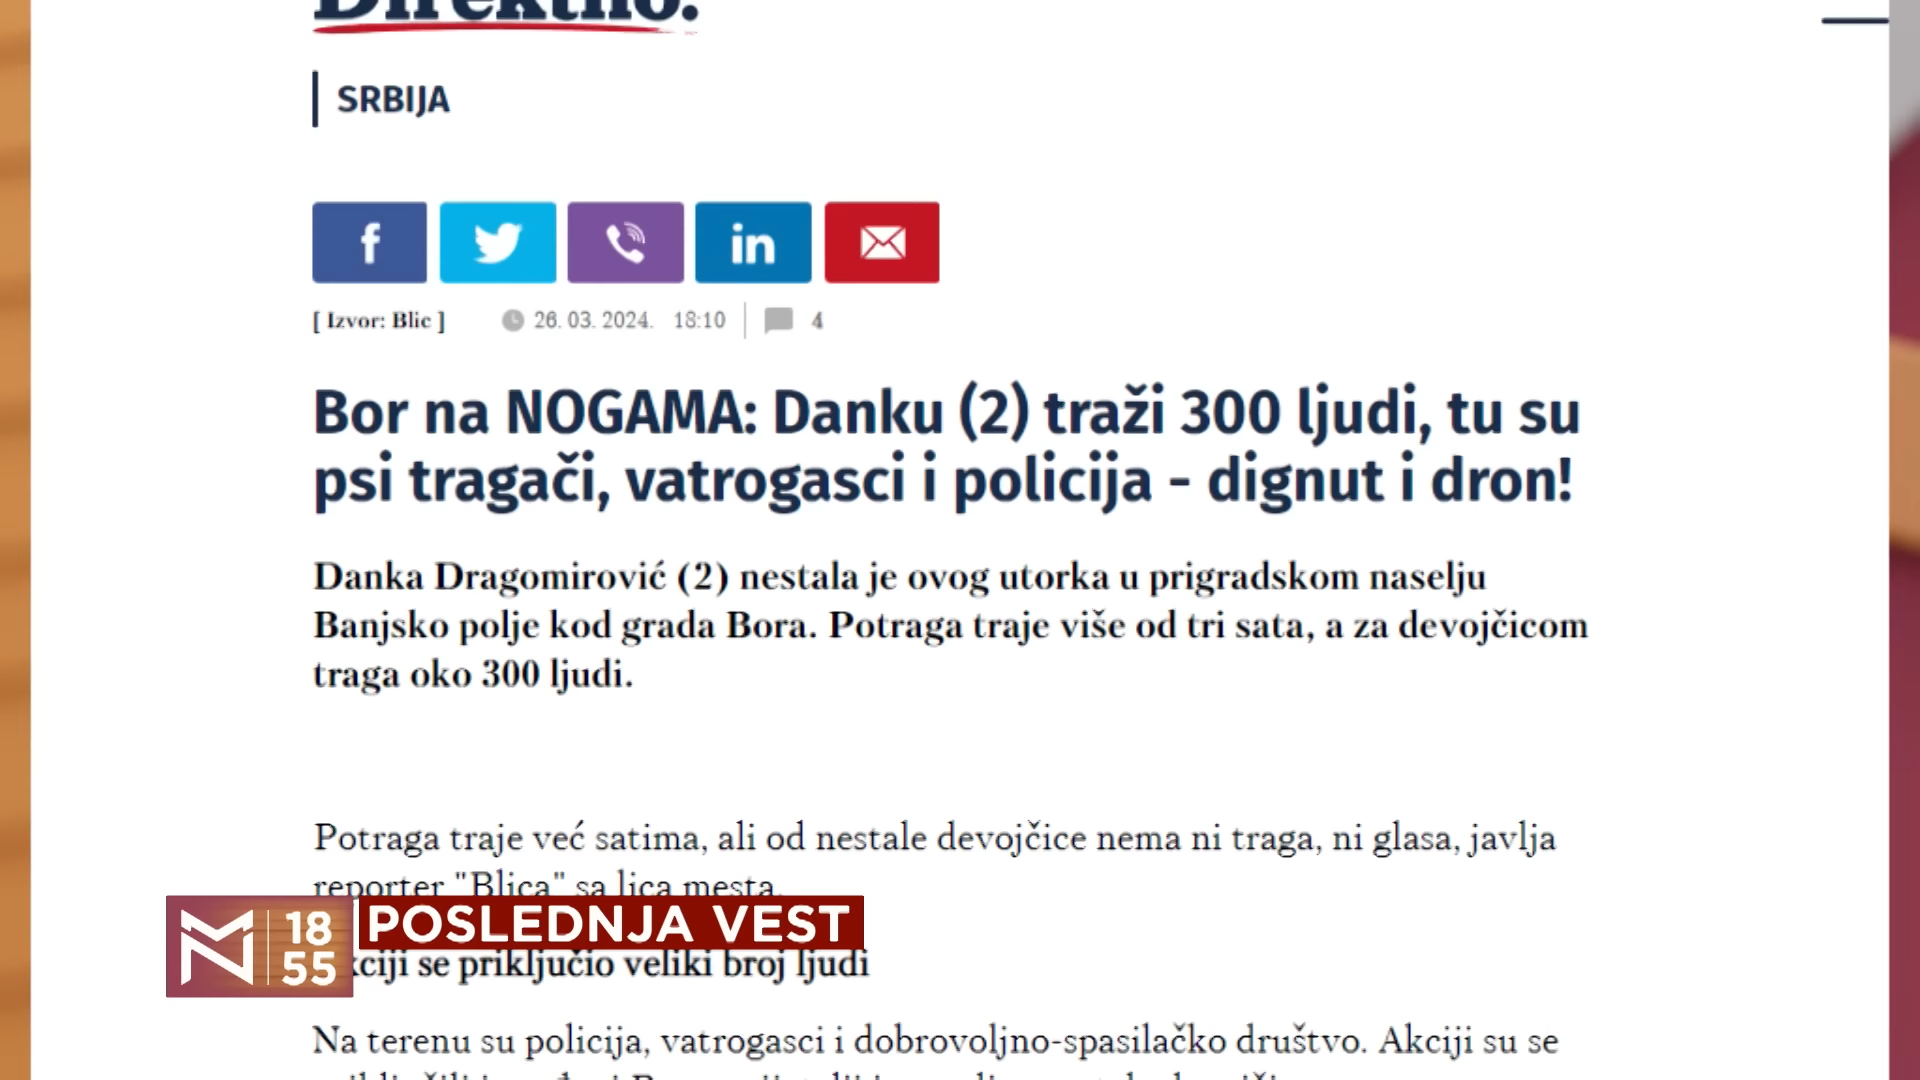 Direktno.
SRBIJA
[ Izvor: Blic ] 26. 03. 2024. 18:10 4
Bor na NOGAMA: Danku (2) traži 300 ljudi, tu su
psi tragači, vatrogasci i policija - dignut i dron!
Danka Dragomirović (2) nestala je ovog utorka u prigradskom naselju
Banjsko polje kod grada Bora. Potraga traje više od tri sata, a za devojčicom
traga oko 300 ljudi.
Potraga traje već satima, ali od nestale devojčice nema ni traga, ni glasa, javlja
reporter "Blica" sa lica mesta.
18 POSLEDNJA VEST
55
se priključio veliki broj ljudi
Na terenu su policija, vatrogasci i dobrovoljno-spasilačko društvo. Akciji su se